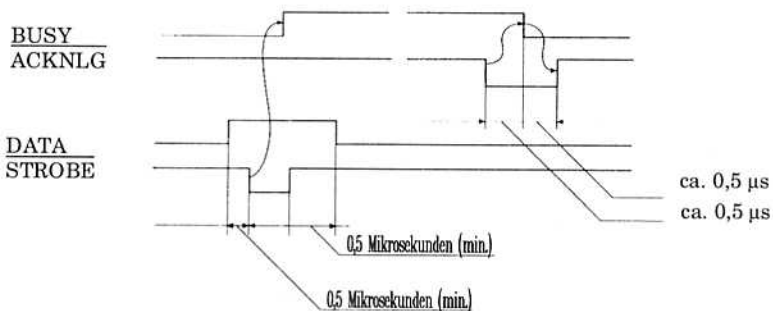 BUSY
ACKNLG
DATA
STROBE
ca. 0,5 µs
ca. 0,5 µs
0,5 Mikrosekunden (min.)
0,5 Mikrosekunden (min.)